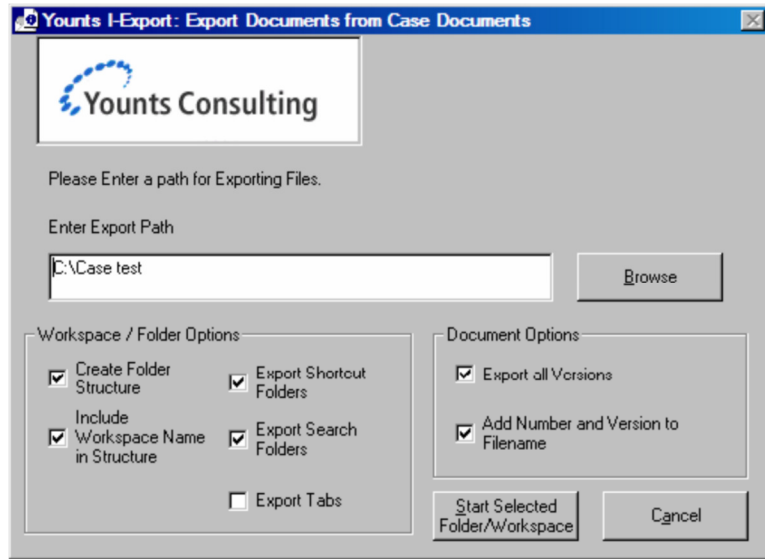 Younts I-Export: Export Documents from Case Documents
Younts Consulting
Please Enter a path for Exporting Files.
Enter Export Path
C:\Case test
Browse
Workspace / Folder Options
Create Folder
Structure
Include
Workspace Name
in Structure
Export Shortcut
Folders
Export Search
Folders
Export Tabs
Document Options
Export all Versions
Add Number and Version to
Filename
Start Selected
Folder/Workspace
Cancel